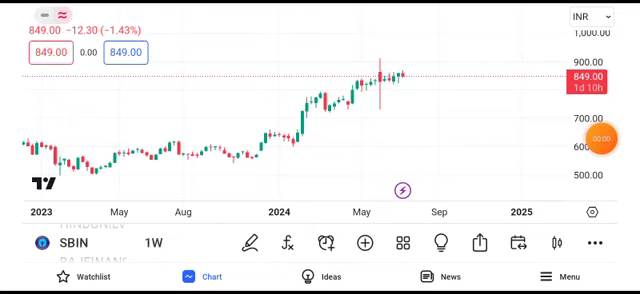 INR
849.00 −12.30 (−1.43%)
849.00 0.00 849.00
1,000.00
900.00
849.00
1d 10h
800.00
700.00
00:00
600.00
500.00
2023 May Aug 2024 May Sep 2025
SBIN 1W
Watchlist Chart Ideas News Menu